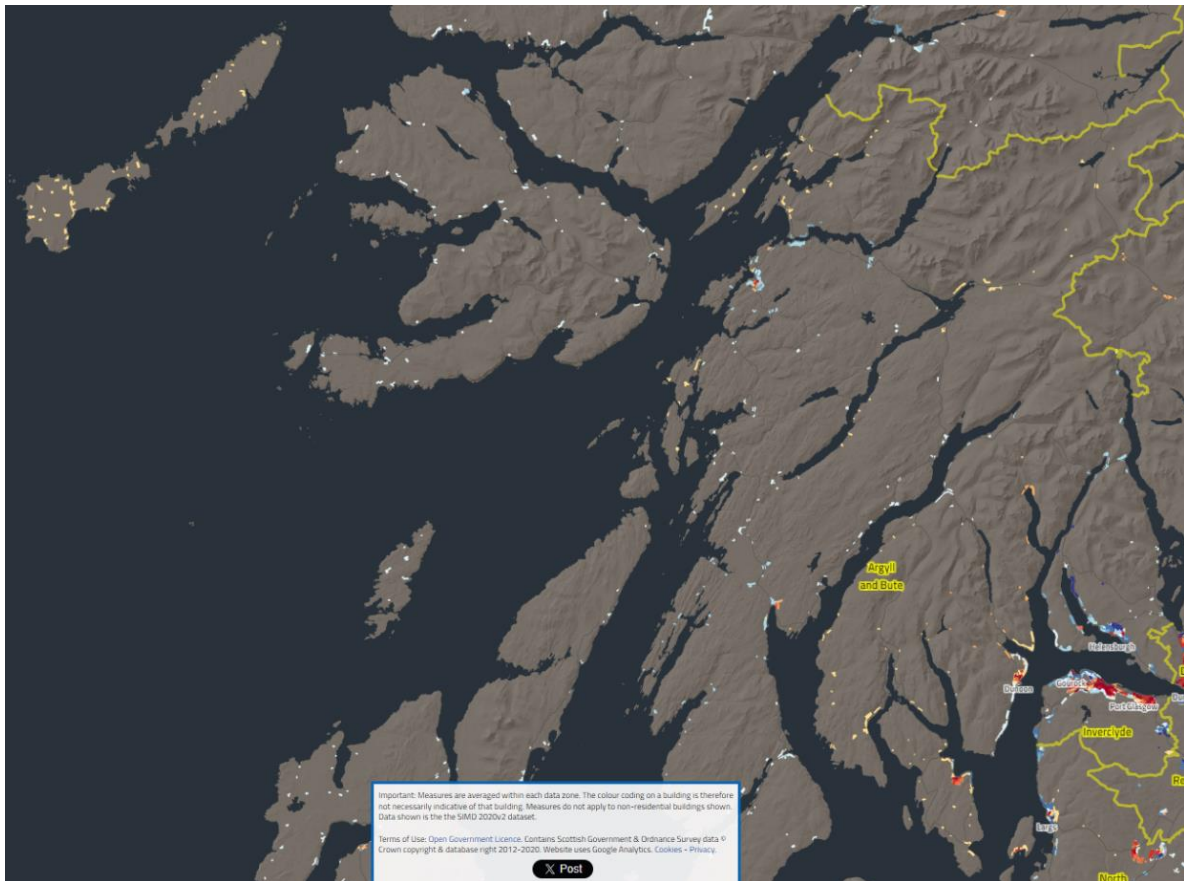 Argyll
and Bute
Helensburgh
Dunoon
Gourock
Port Glasgow
Inverclyde
Largs
North
Important: Measures are averaged within each data zone. The colour coding on a building is therefore
not necessarily indicative of that building. Measures do not apply to non-residential buildings shown.
Data shown is the the SIMD 2020v2 dataset.
Terms of Use: Open Government Licence. Contains Scottish Government & Ordnance Survey data ©
Crown copyright & database right 2012-2020. Website uses Google Analytics. Cookies - Privacy.
X Post